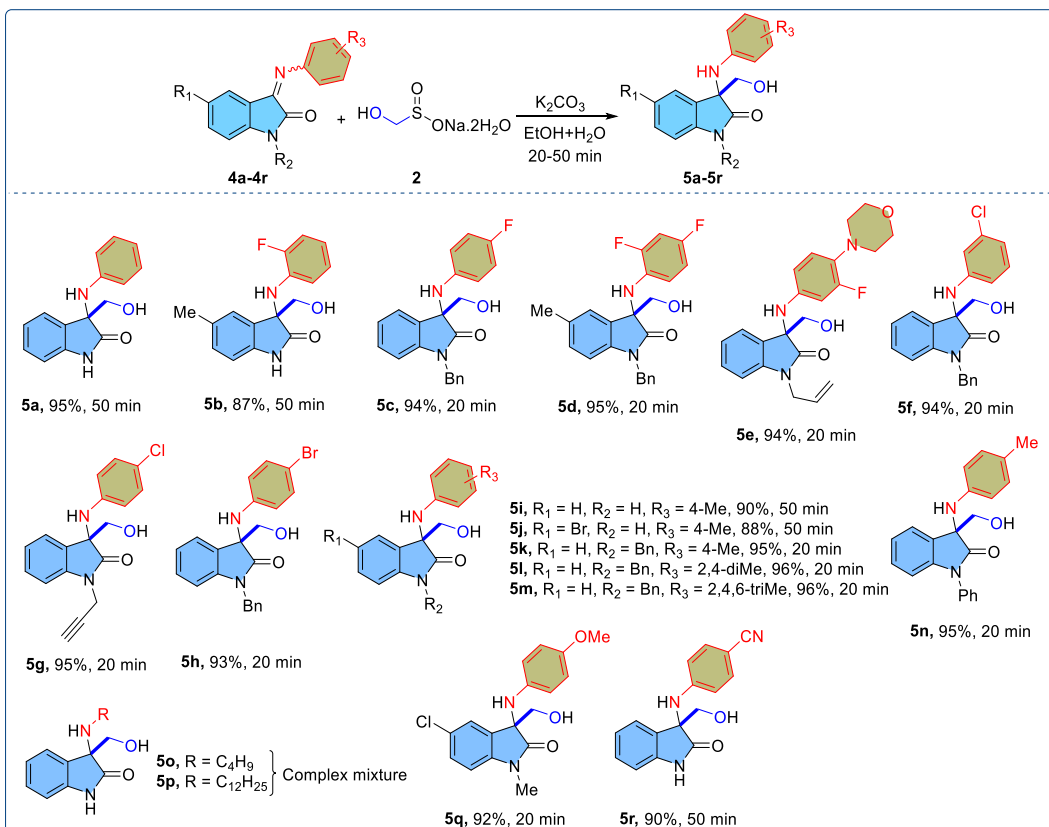 R₃
N
R₁
O
N
R₂
4a-4r
+
HO
O
S
ONa.2H₂O
2
K₂CO₃
EtOH+H₂O
20-50 min
R₃
HN
OH
R₁
O
N
R₂
5a-5r
HN
OH
O
N
H
5a, 95%, 50 min
F
HN
OH
Me
O
N
H
5b, 87%, 50 min
F
HN
OH
O
N
Bn
5c, 94%, 20 min
F
F
HN
OH
Me
O
N
Bn
5d, 95%, 20 min
O
N
F
HN
OH
O
N
5e, 94%, 20 min
Cl
HN
OH
O
N
Bn
5f, 94%, 20 min
Cl
HN
OH
O
N
5g, 95%, 20 min
Br
HN
OH
O
N
Bn
5h, 93%, 20 min
R₃
HN
OH
R₁
O
N
R₂
5i, R₁ = H, R₂ = H, R₃ = 4-Me, 90%, 50 min
5j, R₁ = Br, R₂ = H, R₃ = 4-Me, 88%, 50 min
5k, R₁ = H, R₂ = Bn, R₃ = 4-Me, 95%, 20 min
5l, R₁ = H, R₂ = Bn, R₃ = 2,4-diMe, 96%, 20 min
5m, R₁ = H, R₂ = Bn, R₃ = 2,4,6-triMe, 96%, 20 min
Me
HN
OH
O
N
Ph
5n, 95%, 20 min
R
HN
OH
O
N
H
5o, R = C₄H₉
5p, R = C₁₂H₂₅
Complex mixture
OMe
HN
OH
Cl
O
N
Me
5q, 92%, 20 min
CN
HN
OH
O
N
H
5r, 90%, 50 min